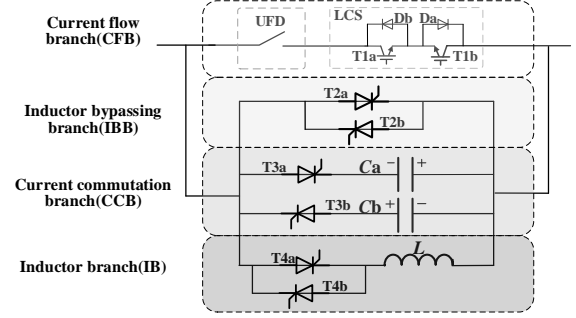 Current flow
branch(CFB)
UFD
LCS
Db Da
T1a
T1b
Inductor bypassing
branch(IBB)
T2a
T2b
Current commutation
branch(CCB)
T3a
Ca
− +
T3b
Cb
+ −
Inductor branch(IB)
T4a
L
T4b